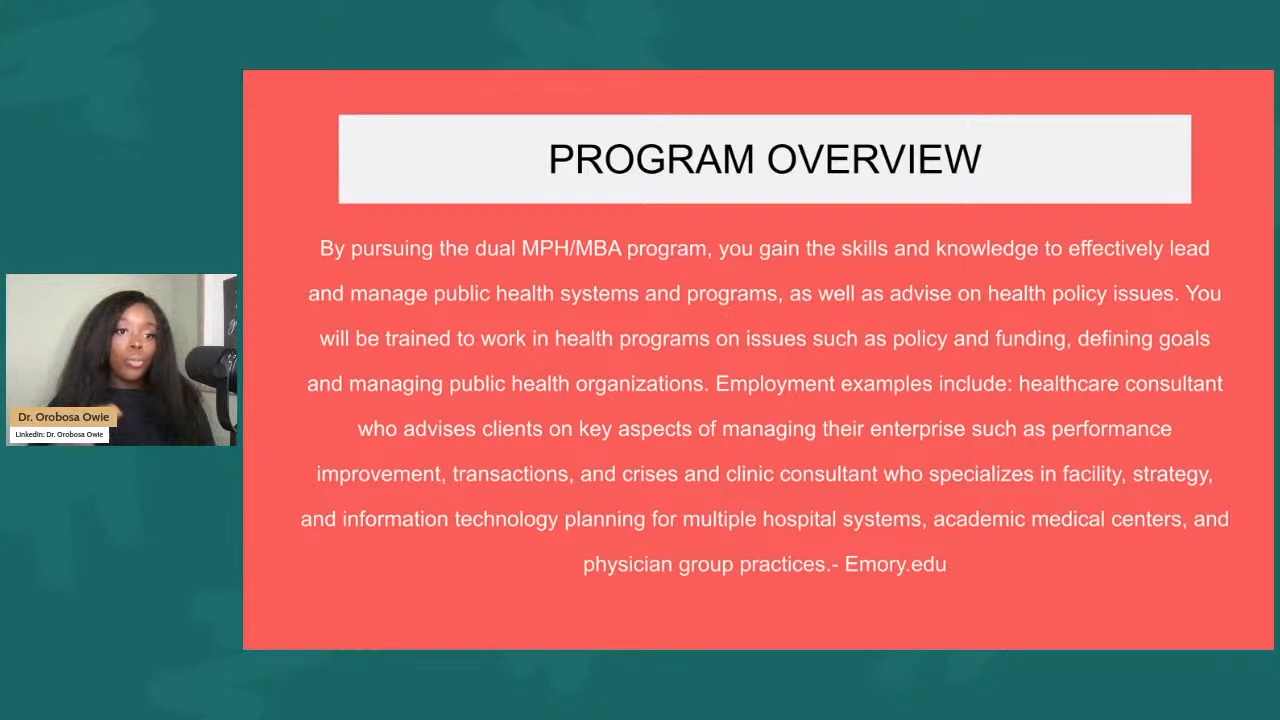 PROGRAM OVERVIEW
By pursuing the dual MPH/MBA program, you gain the skills and knowledge to effectively lead
and manage public health systems and programs, as well as advise on health policy issues. You
will be trained to work in health programs on issues such as policy and funding, defining goals
and managing public health organizations. Employment examples include: healthcare consultant
who advises clients on key aspects of managing their enterprise such as performance
improvement, transactions, and crises and clinic consultant who specializes in facility, strategy,
and information technology planning for multiple hospital systems, academic medical centers, and
physician group practices.- Emory.edu
Dr. Orobosa Owie
LinkedIn: Dr. Orobosa Owie